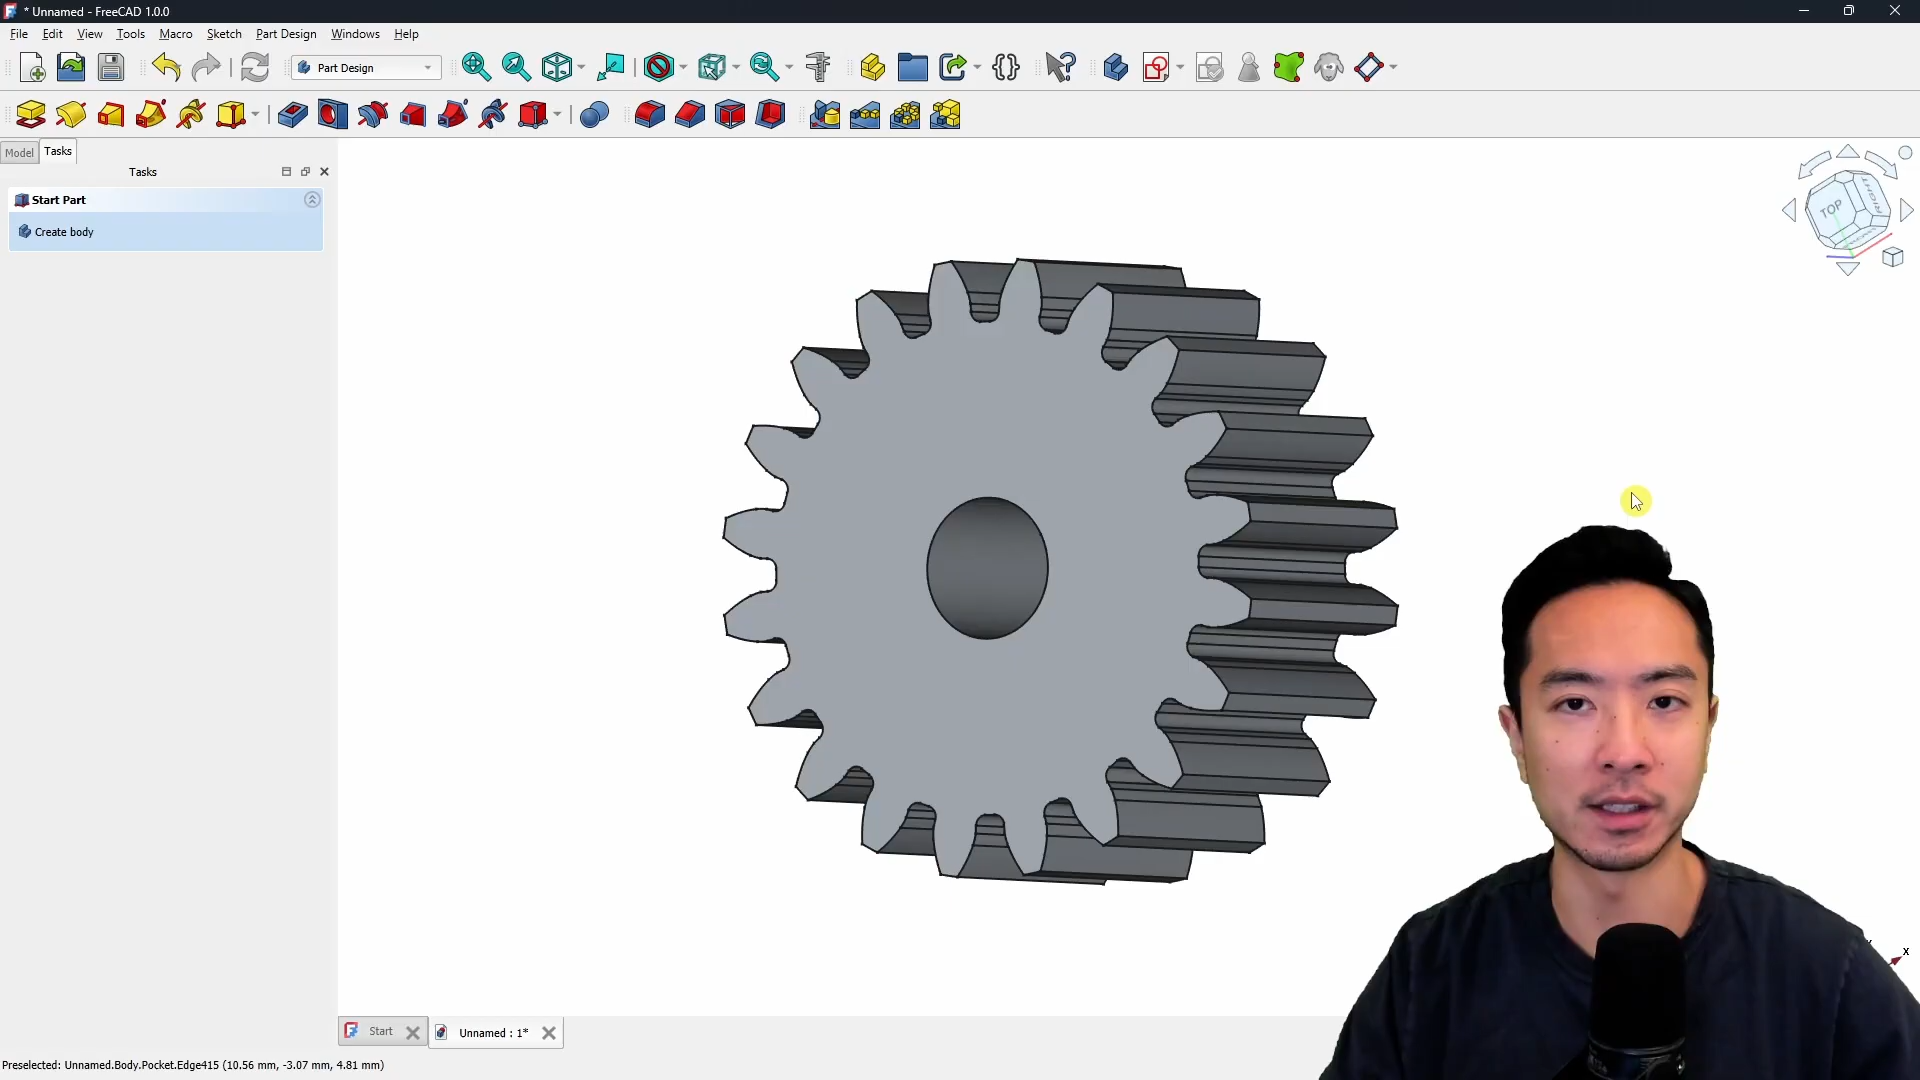 * Unnamed - FreeCAD 1.0.0
File Edit View Tools Macro Sketch Part Design Windows Help
Part Design
Model Tasks
Tasks
Start Part
Create body
TOP
RIGHT
X
Start
Unnamed : 1*
Preselected: Unnamed.Body.Pocket.Edge415 (10.56 mm, -3.07 mm, 4.81 mm)